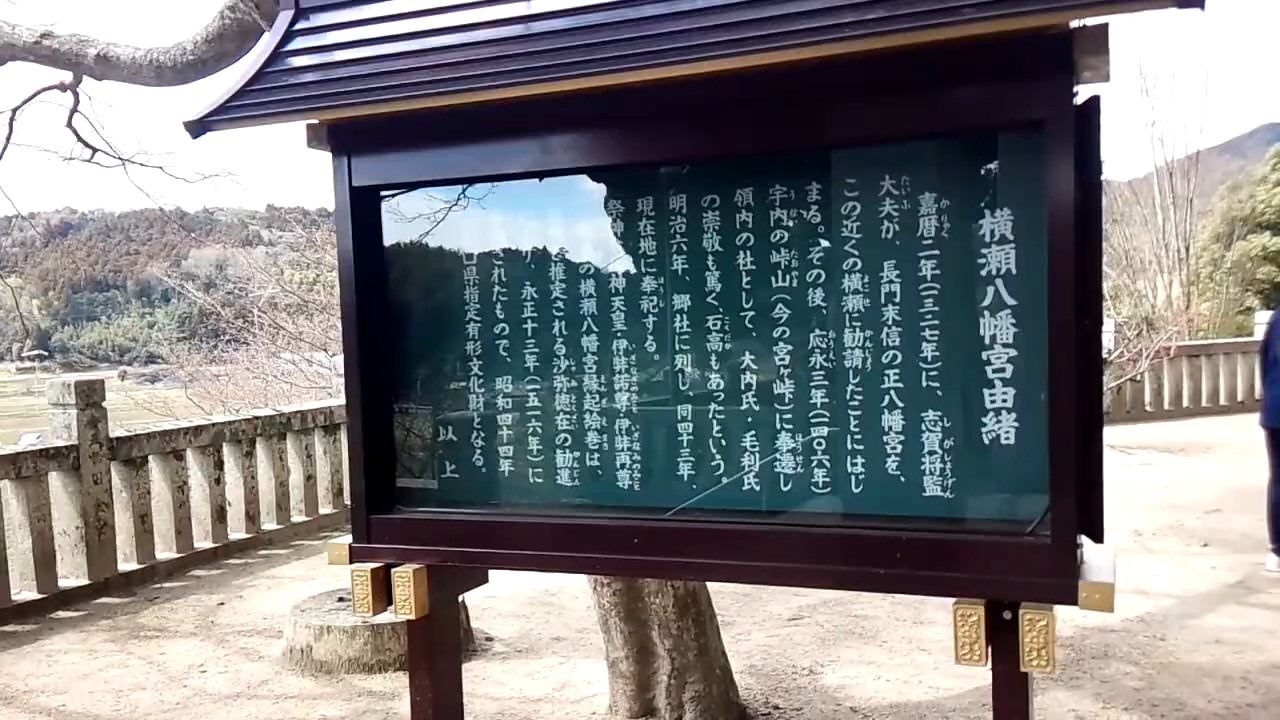 横瀬八幡宮由緒
嘉暦二年(一三二七年)に、志賀将監
大夫が、長門末信の正八幡宮を、
この近くの横瀬に勧請したことにはじ
まる。その後、応永三年(一四〇六年)
宇内の峠山(今の宮ヶ峠)に奉遷し
領内の社として、大内氏・毛利氏
の崇敬も篤く、石高もあったという。
明治六年、郷社に列し、同四十三年、
現在地に奉祀する。
祭神 神天皇・伊弉諾尊・伊弉再尊
の横瀬八幡宮縁起絵巻は、
推定される沙弥徳在の勧進
り、永正十三年(一五一六年)に
されたもので、昭和四十四年
口県指定有形文化財となる。
以上